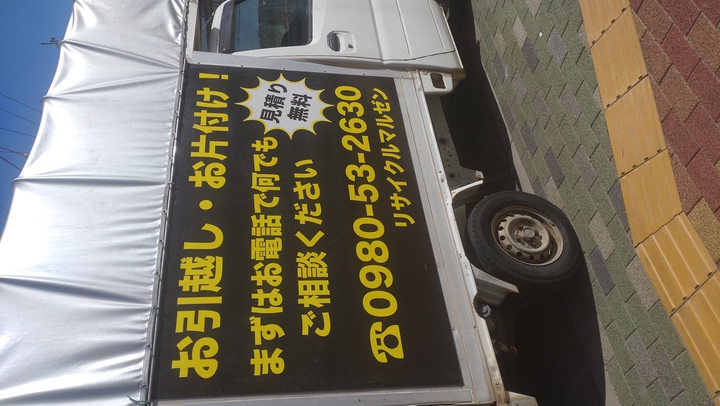 お引越し・お片付け！
見積り
無料
まずはお電話で何でも
ご相談ください
☎0980-53-2630
リサイクルマルゼン